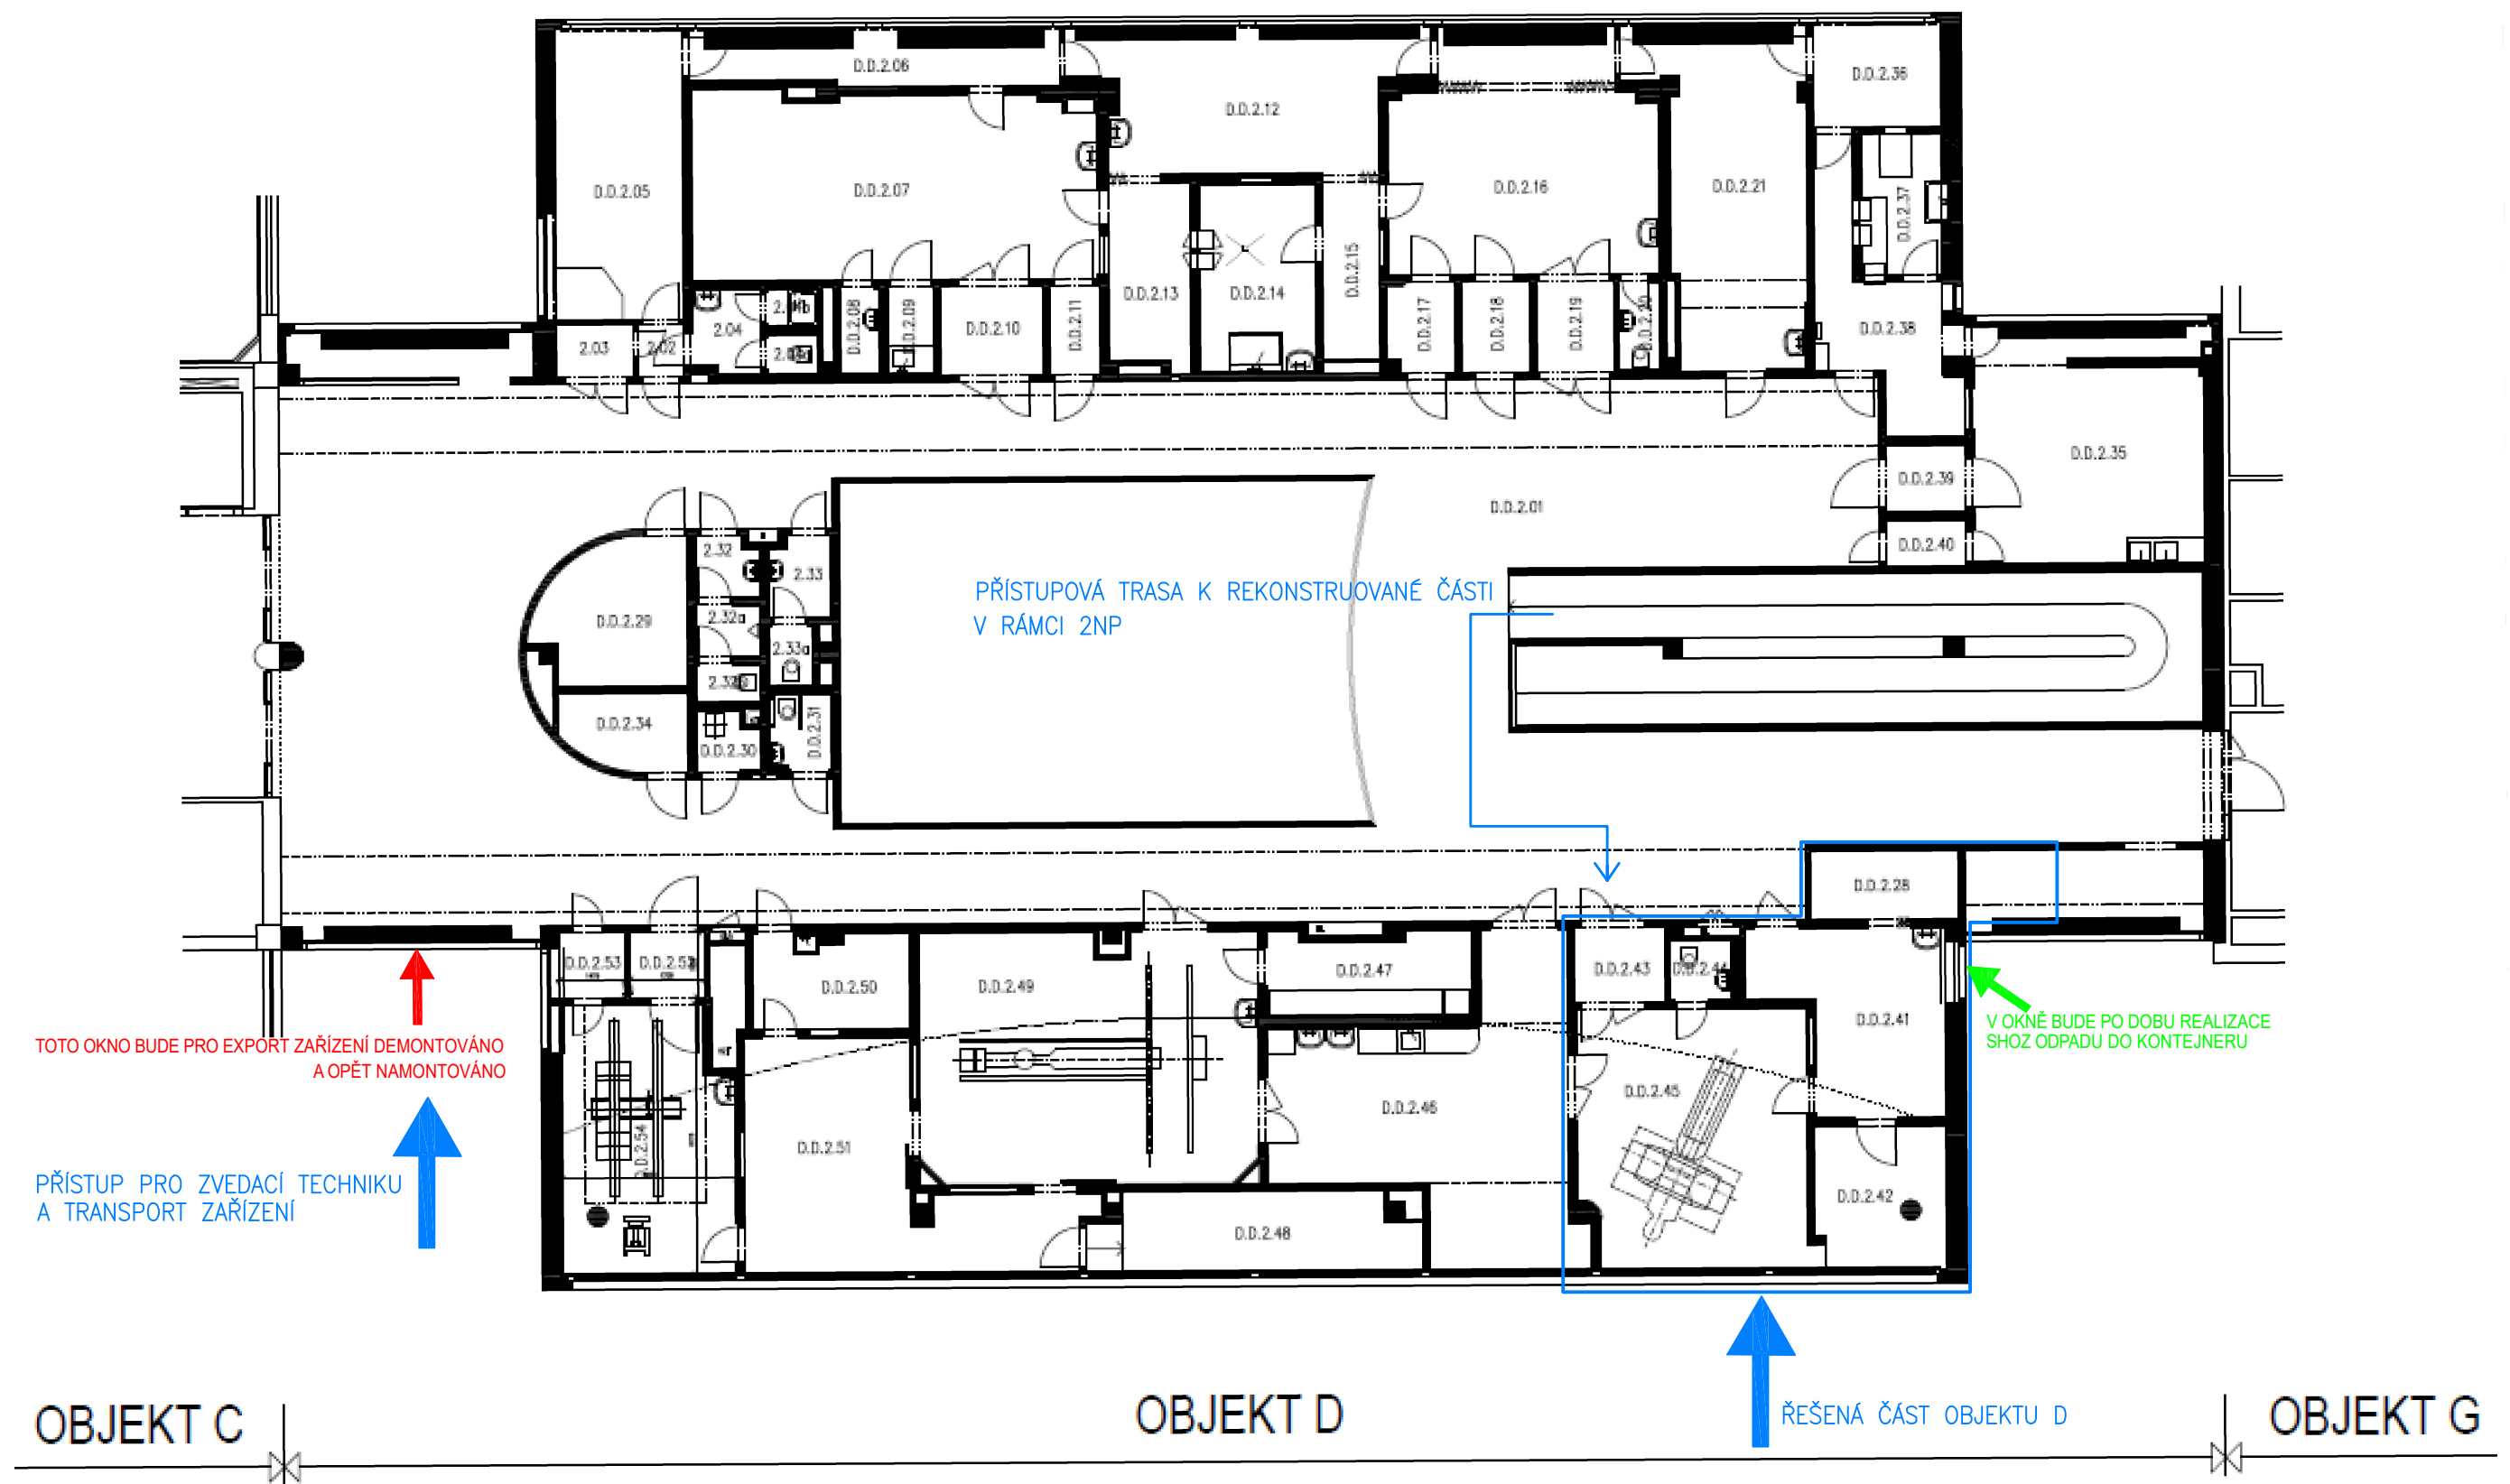 D.D.2.06
D.D.2.36
D.D.2.12
D.D.2.05
D.D.2.07
D.D.2.16
D.D.2.21
D.D.2.37
D.D.2.15
D.D.2.13
D.D.2.14
D.D.2.08
D.D.2.09
D.D.2.10
D.D.2.11
D.D.2.17
D.D.2.18
D.D.2.19
D.D.2.20
D.D.2.38
2.03
2.02
2.04
D.D.2.35
D.D.2.39
D.D.2.01
D.D.2.40
2.32
2.33
D.D.2.29
2.32a
2.33a
D.D.2.34
D.D.2.30
D.D.2.31
PŘÍSTUPOVÁ TRASA K REKONSTRUOVANÉ ČÁSTI
V RÁMCI 2NP
D.D.2.28
D.D.2.53
D.D.2.52
D.D.2.50
D.D.2.49
D.D.2.47
D.D.2.43
D.D.2.44
D.D.2.41
V OKNĚ BUDE PO DOBU REALIZACE
SHOZ ODPADU DO KONTEJNERU
TOTO OKNO BUDE PRO EXPORT ZAŘÍZENÍ DEMONTOVÁNO
A OPĚT NAMONTOVÁNO
D.D.2.54
D.D.2.51
D.D.2.46
D.D.2.45
D.D.2.42
D.D.2.48
PŘÍSTUP PRO ZVEDACÍ TECHNIKU
A TRANSPORT ZAŘÍZENÍ
ŘEŠENÁ ČÁST OBJEKTU D
OBJEKT C
OBJEKT D
OBJEKT G